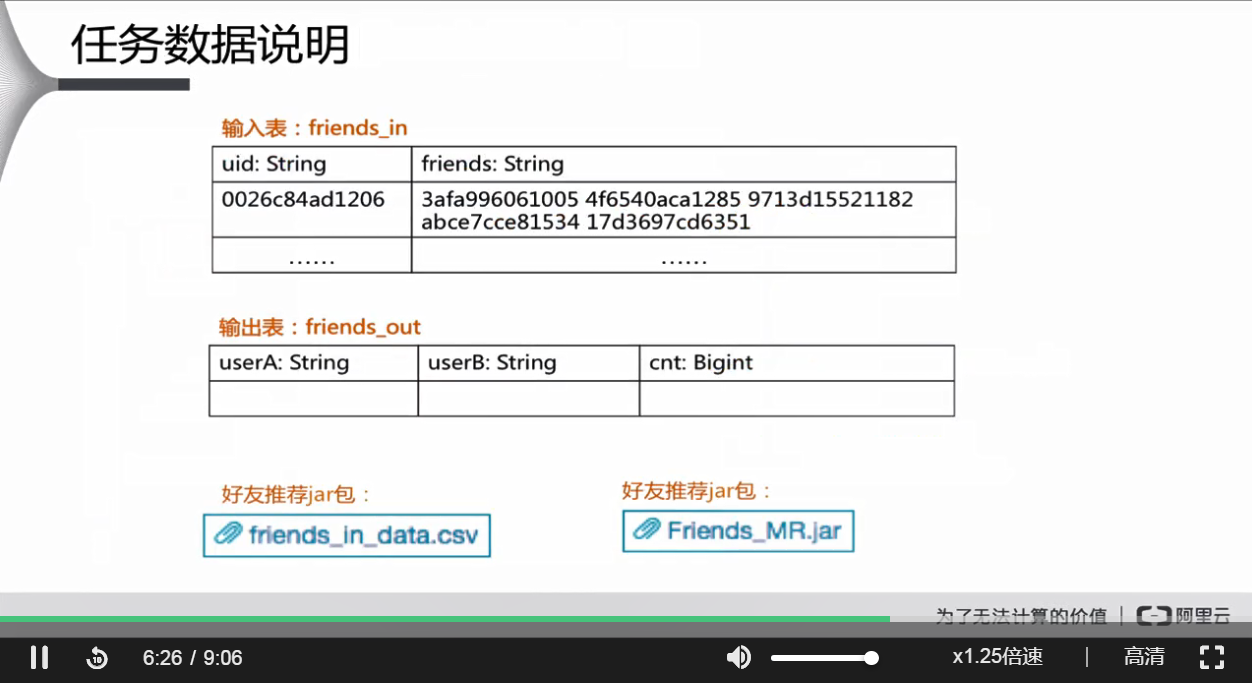 任务数据说明
输入表：friends_in
uid: String friends: String
0026c84ad1206 3afa996061005 4f6540aca1285 9713d15521182
abce7cce81534 17d3697cd6351
...... ......
输出表：friends_out
userA: String userB: String cnt: Bigint
好友推荐jar包： 好友推荐jar包：
friends_in_data.csv Friends_MR.jar
为了无法计算的价值 | 阿里云
10 6:26 / 9:06 x1.25倍速 | 高清